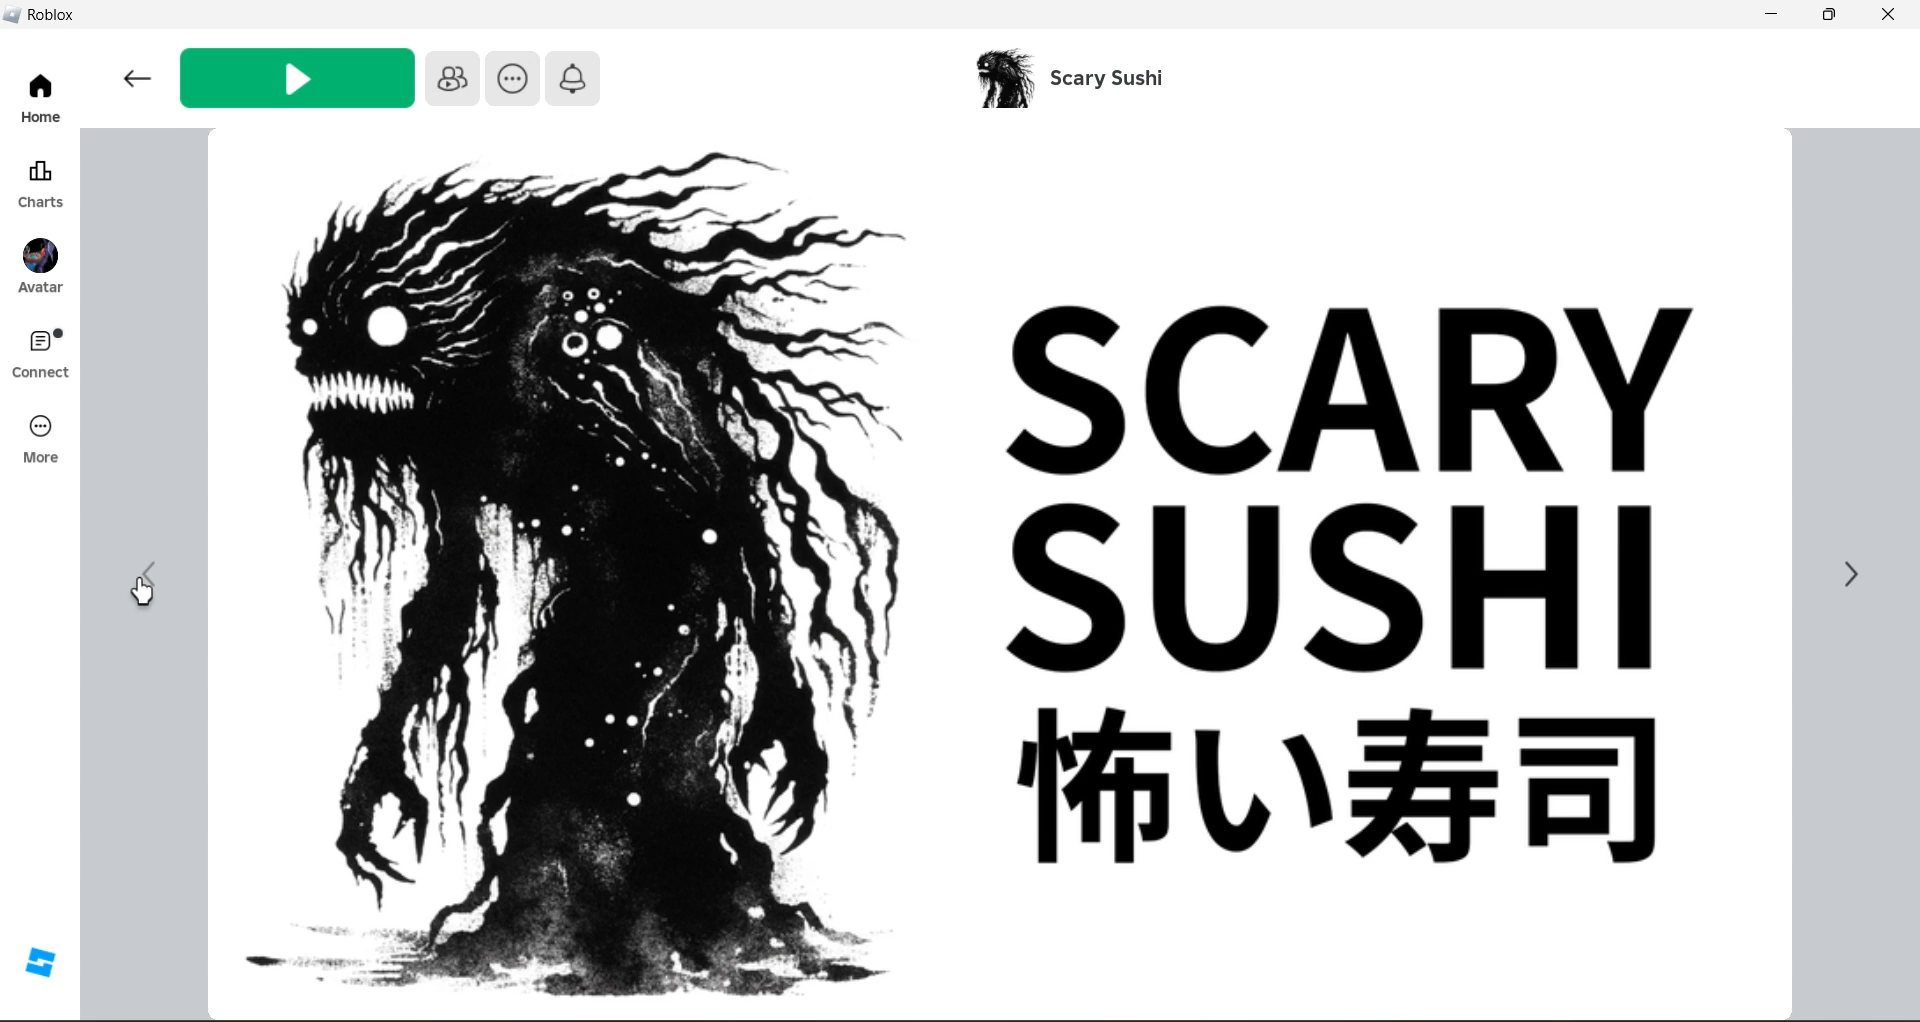 Roblox
Scary Sushi
Home
Charts
Avatar
Connect
More
SCARY
SUSHI
怖い寿司